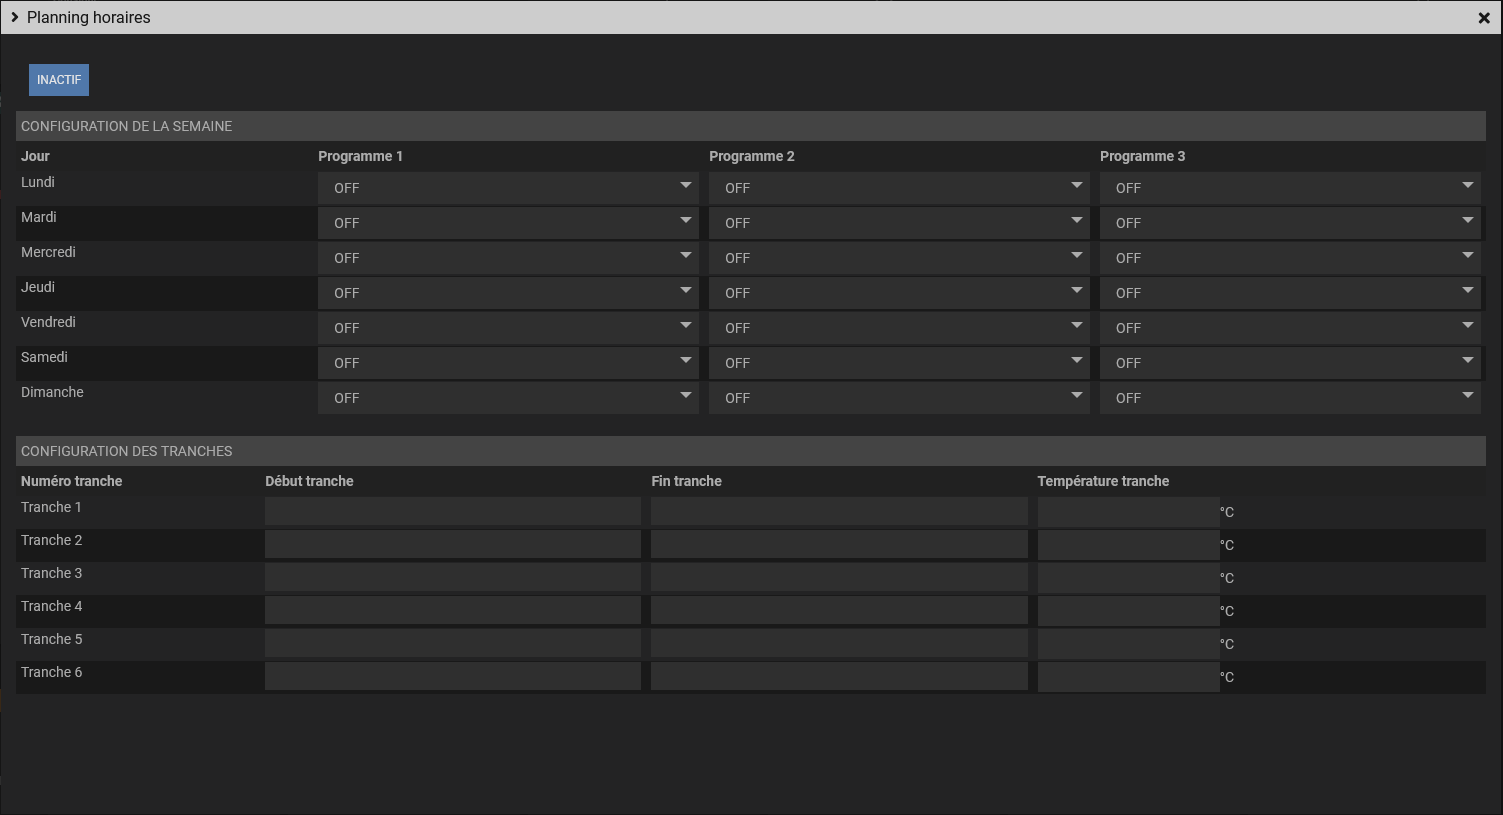 Planning horaires
INACTIF
CONFIGURATION DE LA SEMAINE
Jour Programme 1 Programme 2 Programme 3
Lundi OFF OFF OFF
Mardi OFF OFF OFF
Mercredi OFF OFF OFF
Jeudi OFF OFF OFF
Vendredi OFF OFF OFF
Samedi OFF OFF OFF
Dimanche OFF OFF OFF
CONFIGURATION DES TRANCHES
Numéro tranche Début tranche Fin tranche Température tranche
Tranche 1 °C
Tranche 2 °C
Tranche 3 °C
Tranche 4 °C
Tranche 5 °C
Tranche 6 °C